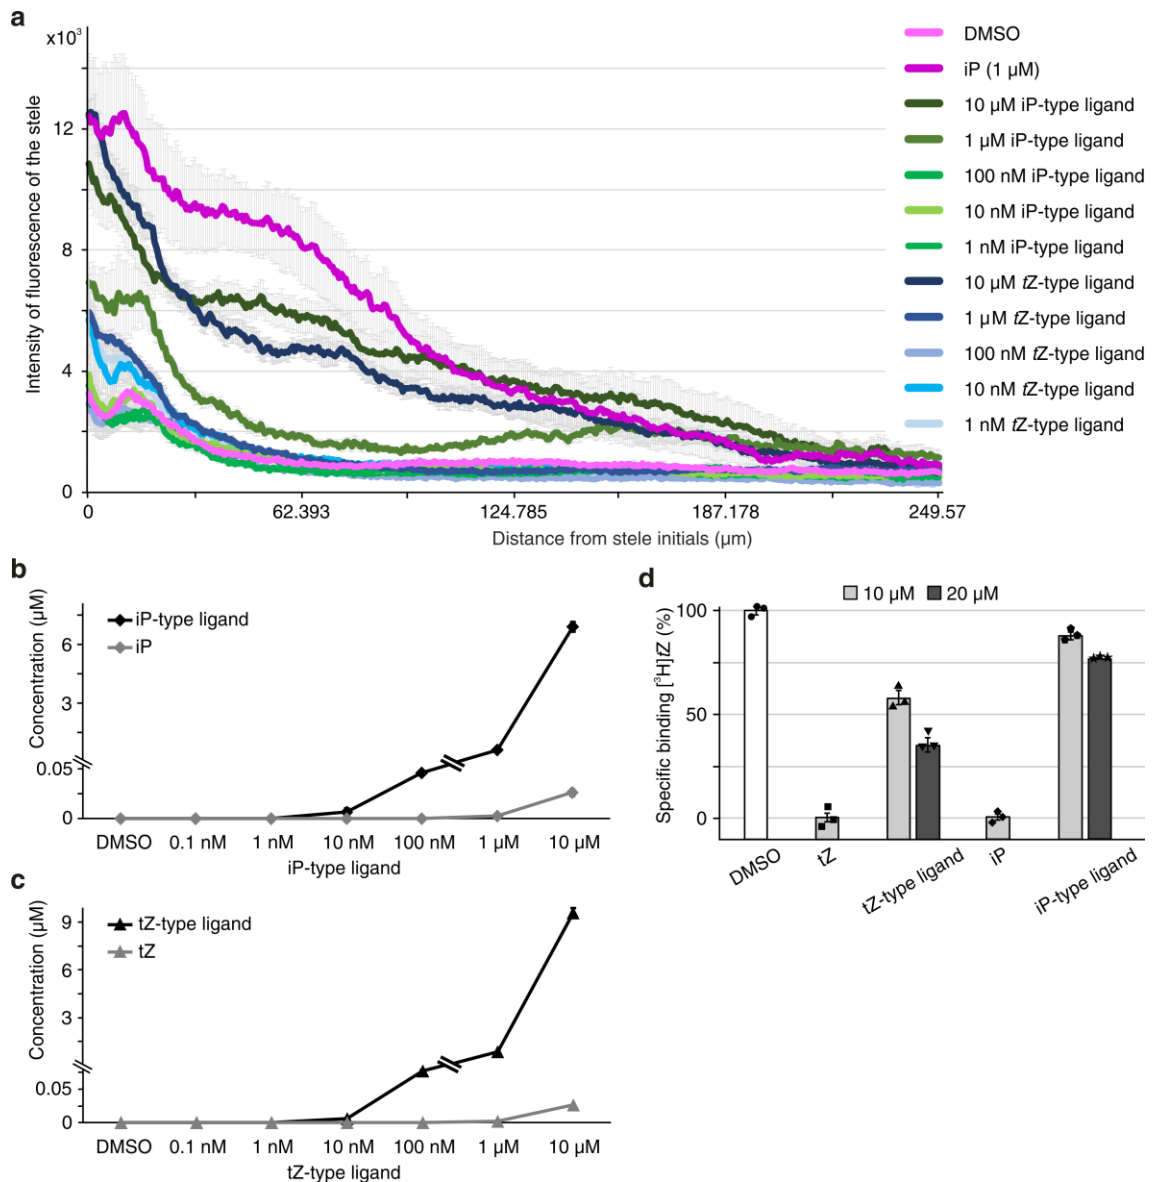 a
x10³
Intensity of fluorescence of the stele
12
8
4
0
0 62.393 124.785 187.178 249.57
Distance from stele initials (µm)
DMSO
iP (1 µM)
10 µM iP-type ligand
1 µM iP-type ligand
100 nM iP-type ligand
10 nM iP-type ligand
1 nM iP-type ligand
10 µM tZ-type ligand
1 µM tZ-type ligand
100 nM tZ-type ligand
10 nM tZ-type ligand
1 nM tZ-type ligand
b
Concentration (µM)
iP-type ligand
iP
6
3
0.05
0
DMSO 0.1 nM 1 nM 10 nM 100 nM 1 µM 10 µM
iP-type ligand
c
Concentration (µM)
tZ-type ligand
tZ
9
6
3
0.05
0
DMSO 0.1 nM 1 nM 10 nM 100 nM 1 µM 10 µM
tZ-type ligand
d
10 µM 20 µM
Specific binding [³H]tZ (%)
100
50
0
DMSO tZ tZ-type ligand iP iP-type ligand